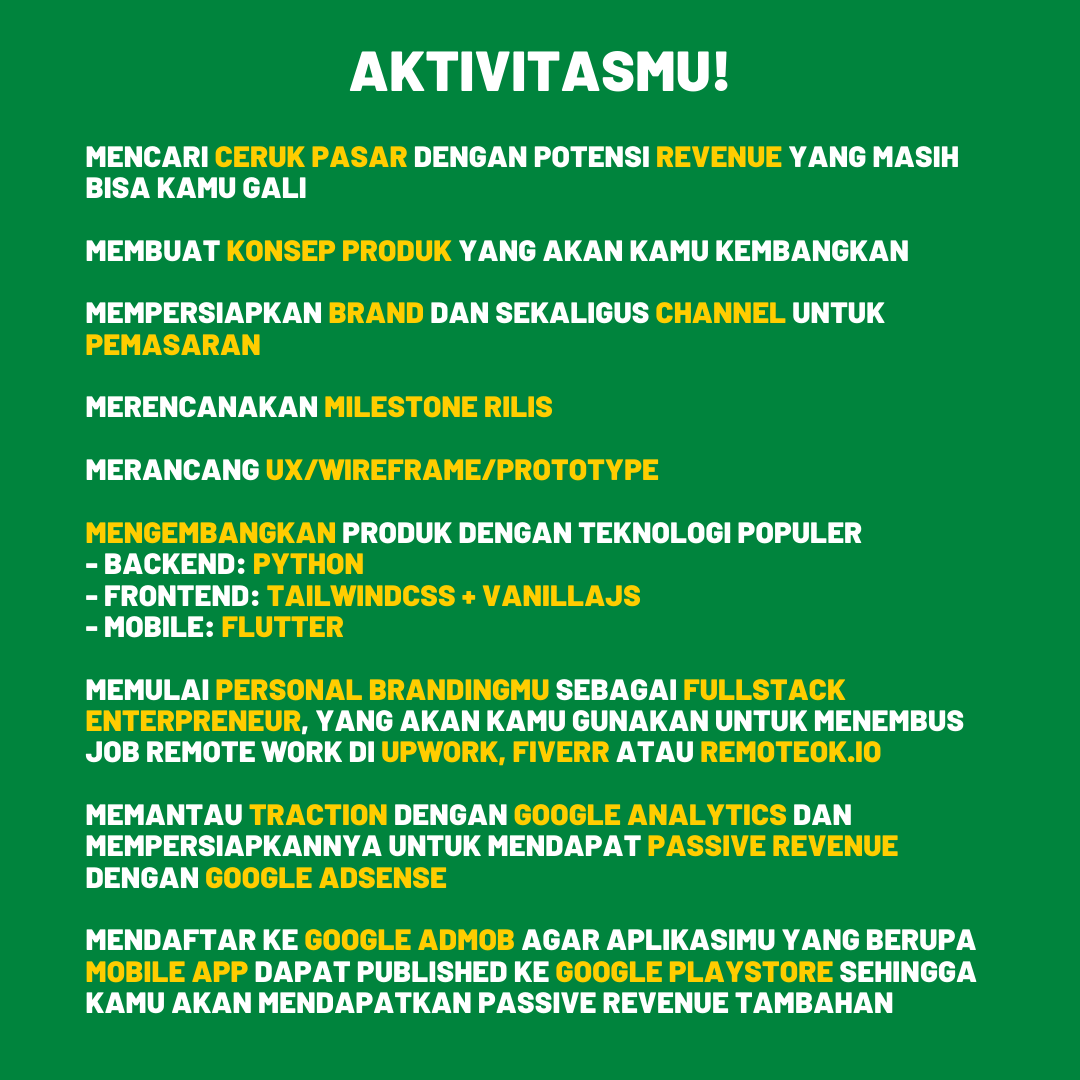 AKTIVITASMU!
MENCARI CERUK PASAR DENGAN POTENSI REVENUE YANG MASIH
BISA KAMU GALI
MEMBUAT KONSEP PRODUK YANG AKAN KAMU KEMBANGKAN
MEMPERSIAPKAN BRAND DAN SEKALIGUS CHANNEL UNTUK
PEMASARAN
MERENCANAKAN MILESTONE RILIS
MERANCANG UX/WIREFRAME/PROTOTYPE
MENGEMBANGKAN PRODUK DENGAN TEKNOLOGI POPULER
- BACKEND: PYTHON
- FRONTEND: TAILWINDCSS + VANILLAJS
- MOBILE: FLUTTER
MEMULAI PERSONAL BRANDINGMU SEBAGAI FULLSTACK
ENTERPRENEUR, YANG AKAN KAMU GUNAKAN UNTUK MENEMBUS
JOB REMOTE WORK DI UPWORK, FIVERR ATAU REMOTEOK.IO
MEMANTAU TRACTION DENGAN GOOGLE ANALYTICS DAN
MEMPERSIAPKANNYA UNTUK MENDAPAT PASSIVE REVENUE
DENGAN GOOGLE ADSENSE
MENDAFTAR KE GOOGLE ADMOB AGAR APLIKASIMU YANG BERUPA
MOBILE APP DAPAT PUBLISHED KE GOOGLE PLAYSTORE SEHINGGA
KAMU AKAN MENDAPATKAN PASSIVE REVENUE TAMBAHAN